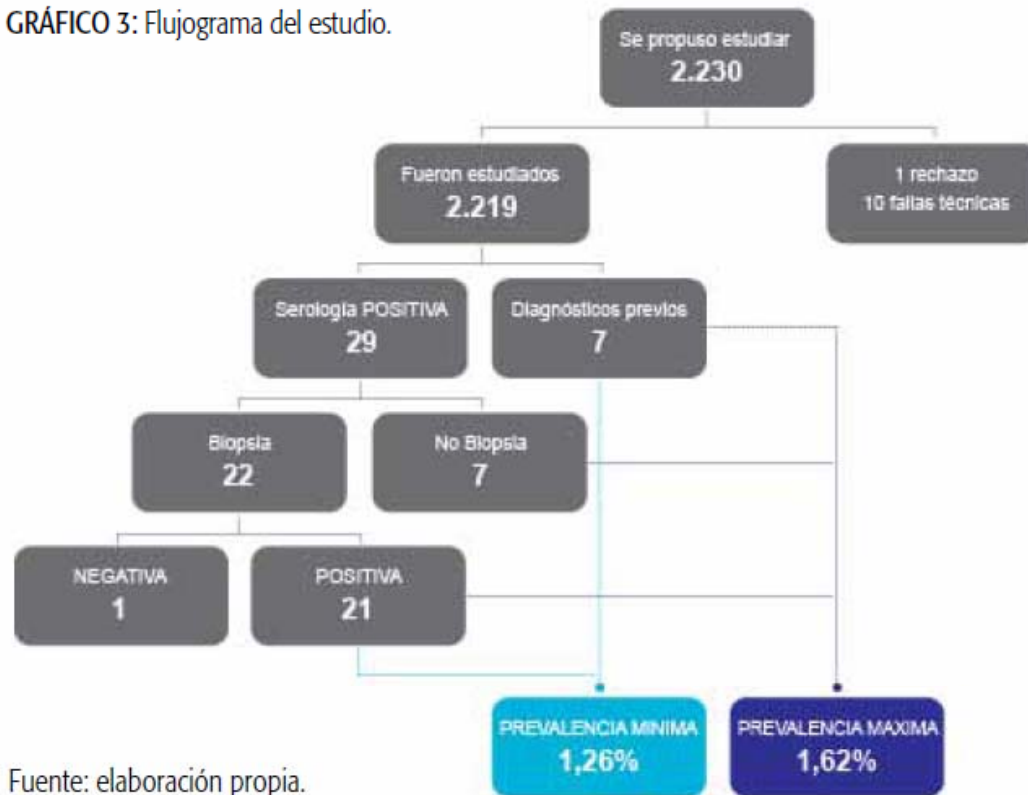 GRÁFICO 3: Flujograma del estudio.
Se propuso estudiar
2.230
Fueron estudiados
2.219
1 rechazo
10 fallas técnicas
Serología POSITIVA
29
Diagnósticos previos
7
Biopsia
22
No Biopsia
7
NEGATIVA
1
POSITIVA
21
PREVALENCIA MINIMA
1,26%
PREVALENCIA MAXIMA
1,62%
Fuente: elaboración propia.